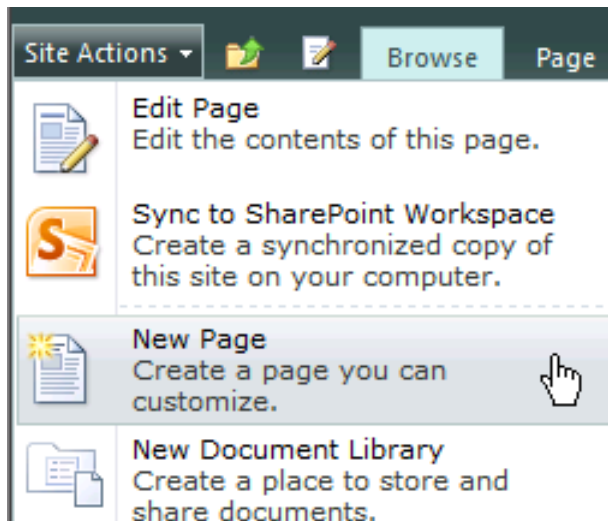 Site Actions Browse Page
Edit Page
Edit the contents of this page.
Sync to SharePoint Workspace
Create a synchronized copy of
this site on your computer.
New Page
Create a page you can
customize.
New Document Library
Create a place to store and
share documents.